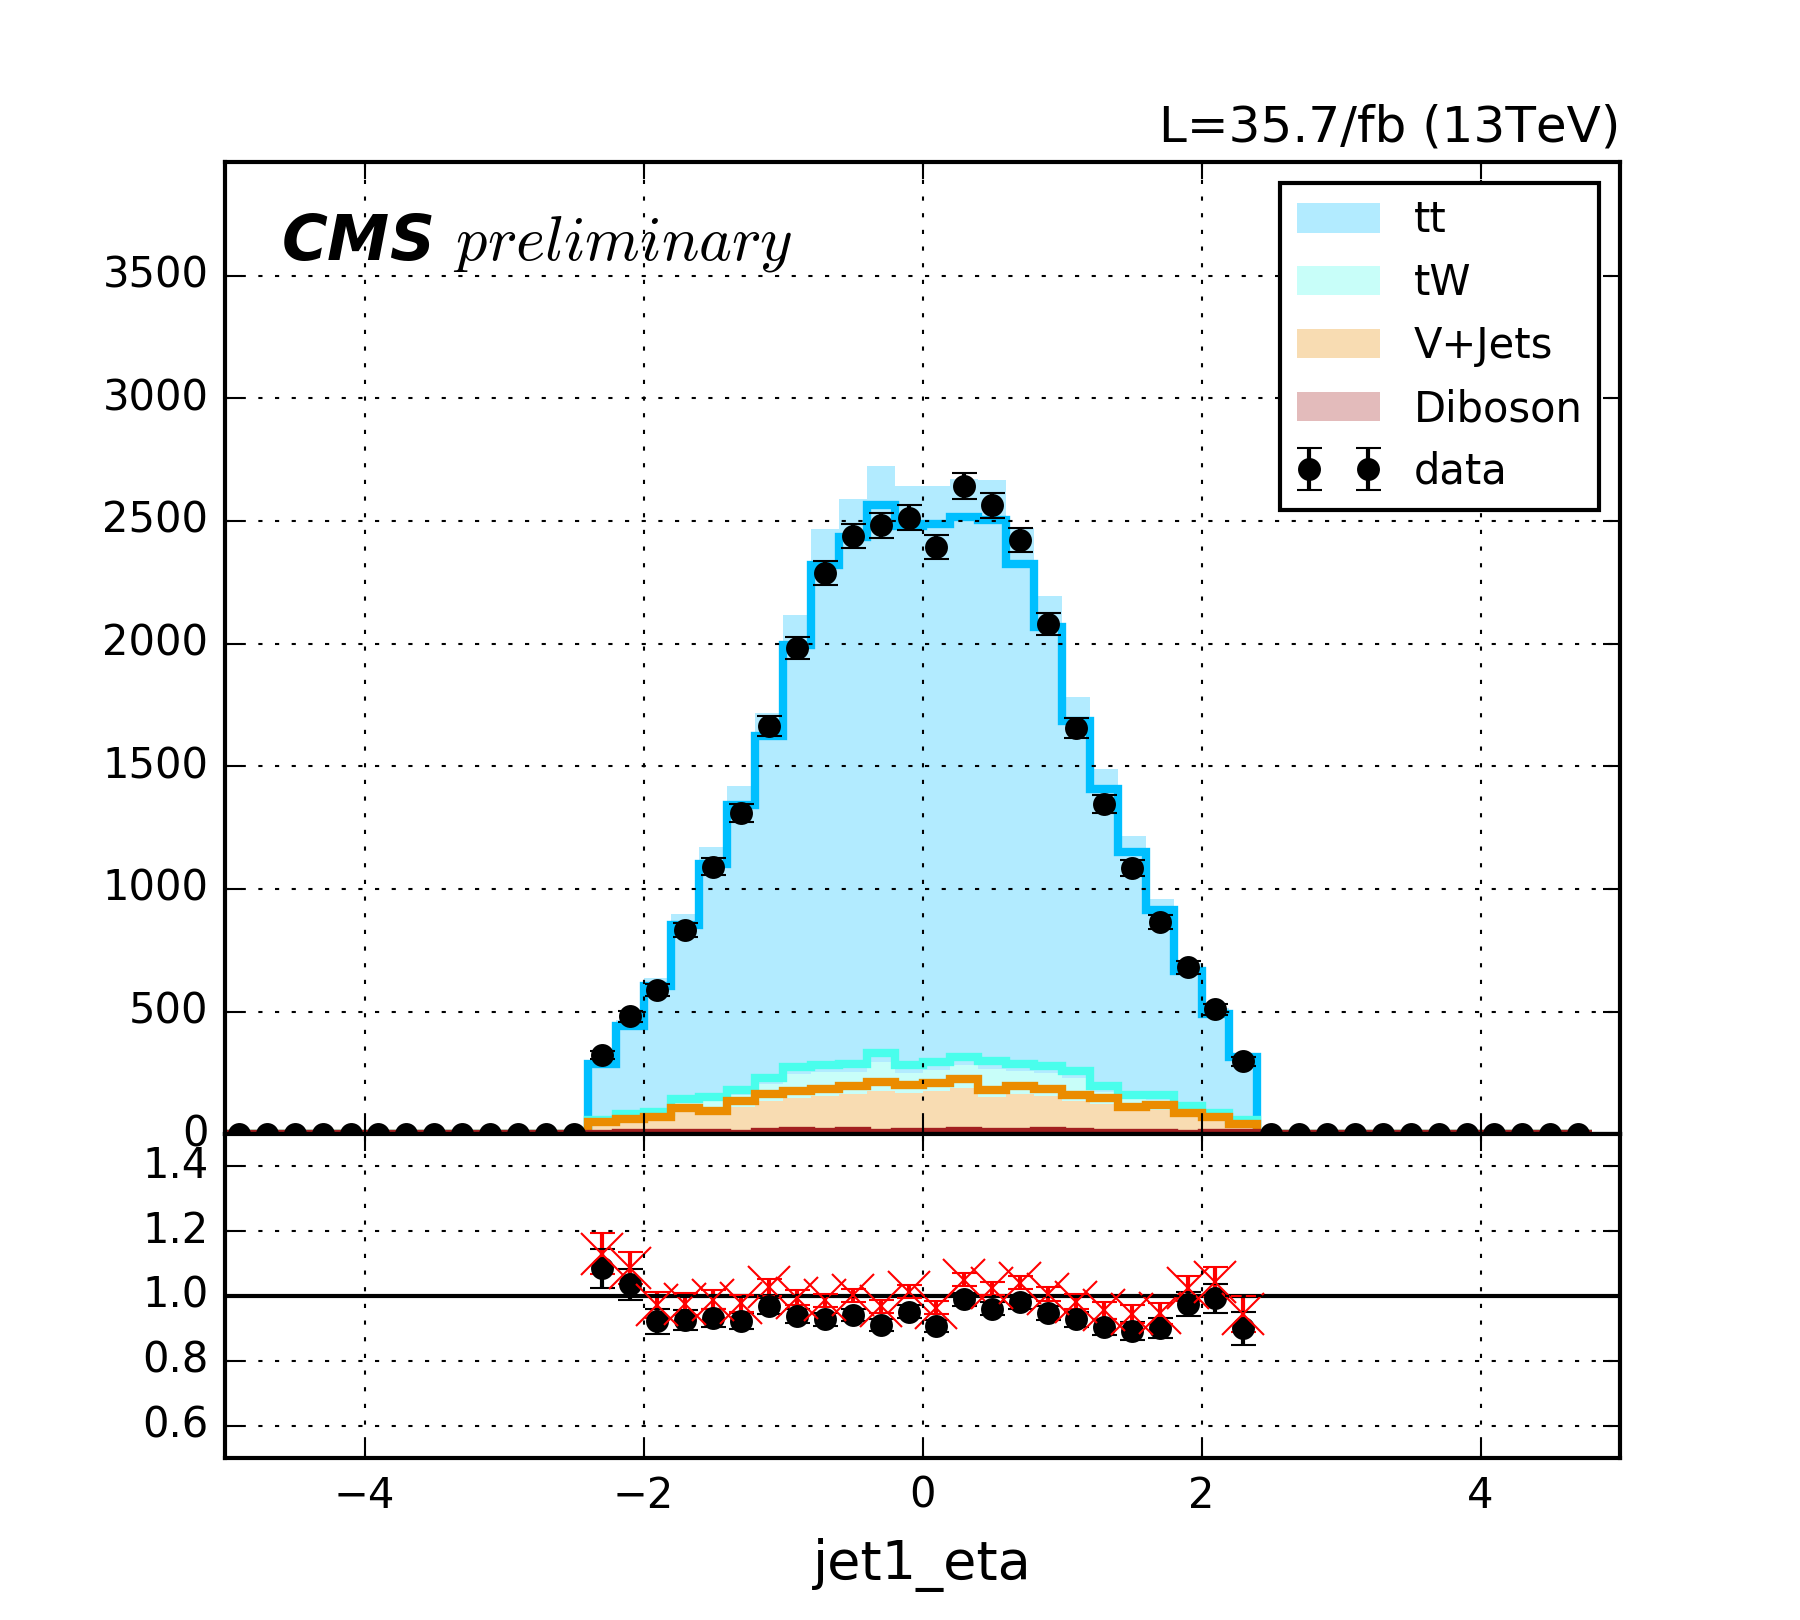 L=35.7/fb (13TeV)
CMS preliminary
tt
tW
V+Jets
Diboson
data
3500
3000
2500
2000
1500
1000
500
0
1.4
1.2
1.0
0.8
0.6
−4 −2 0 2 4
jet1_eta